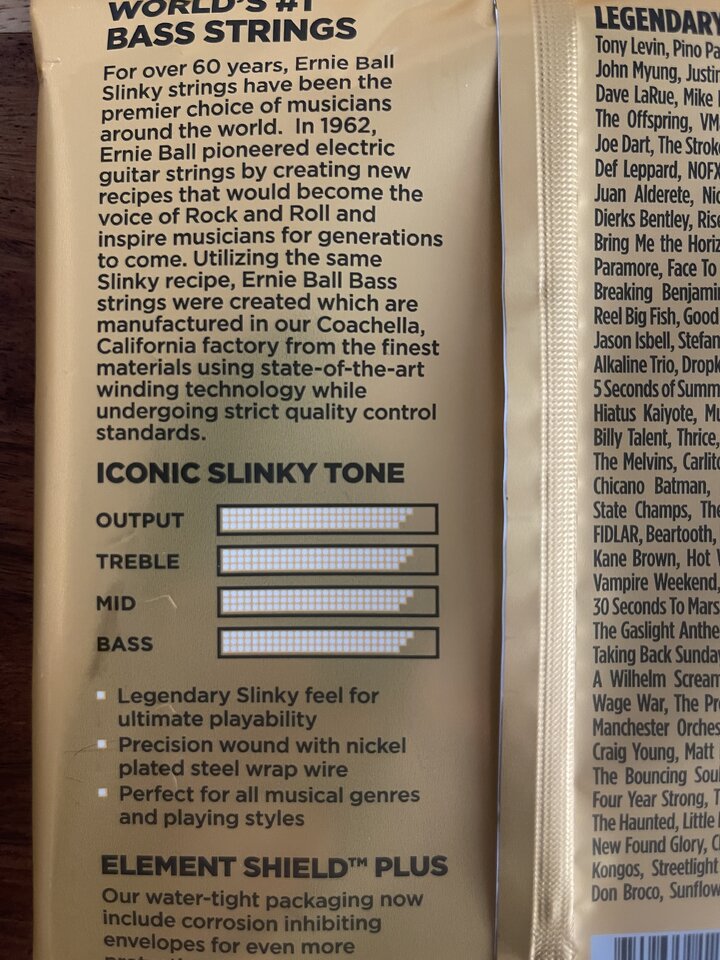 WORLD'S #1
BASS STRINGS
For over 60 years, Ernie Ball
Slinky strings have been the
premier choice of musicians
around the world. In 1962,
Ernie Ball pioneered electric
guitar strings by creating new
recipes that would become the
voice of Rock and Roll and
inspire musicians for generations
to come. Utilizing the same
Slinky recipe, Ernie Ball Bass
strings were created which are
manufactured in our Coachella,
California factory from the finest
materials using state-of-the-art
winding technology while
undergoing strict quality control
standards.
ICONIC SLINKY TONE
OUTPUT
TREBLE
MID
BASS
Legendary Slinky feel for
ultimate playability
Precision wound with nickel
plated steel wrap wire
Perfect for all musical genres
and playing styles
ELEMENT SHIELD™ PLUS
Our water-tight packaging now
include corrosion inhibiting
envelopes for even more
LEGENDARY
Tony Levin, Pino
John Myung,
Dave LaRue, Mike
The Offspring,
Joe Dart, The
Def Leppard, NOFX
Juan Alderete,
Dierks Bentley,
Bring Me the
Paramore, Face To
Breaking
Reel Big Fish, Good
Jason Isbell,
Alkaline Trio,
5 Seconds of
Hiatus Kaiyote,
Billy Talent, Thrice,
The Melvins,
Chicano Batman,
State Champs,
FIDLAR, Beartooth,
Kane Brown, Hot
Vampire Weekend,
30 Seconds To Mars
The Gaslight
Taking Back
A Wilhelm Scream
Wage War, The
Manchester
Craig Young, Matt
The Bouncing
Four Year Strong,
The Haunted, Little
New Found Glory,
Kongos, Streetlight
Don Broco,